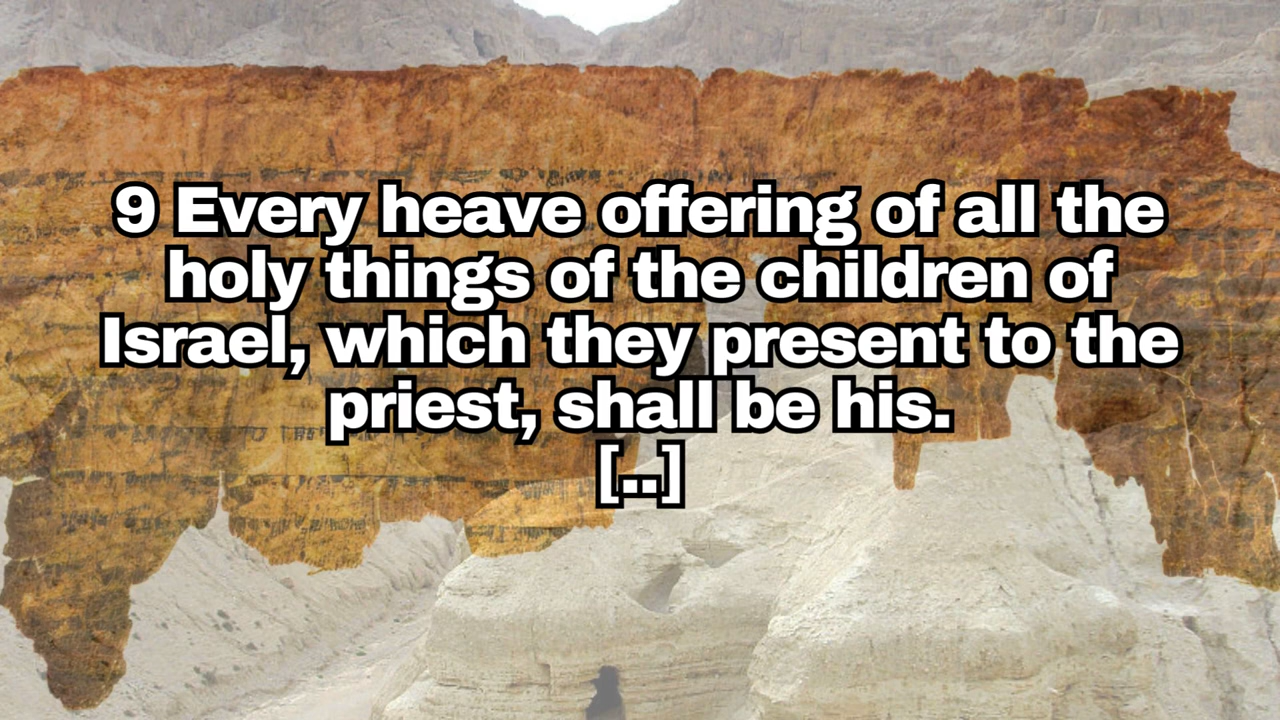 9 Every heave offering of all the
holy things of the children of
Israel, which they present to the
priest, shall be his.
[..]